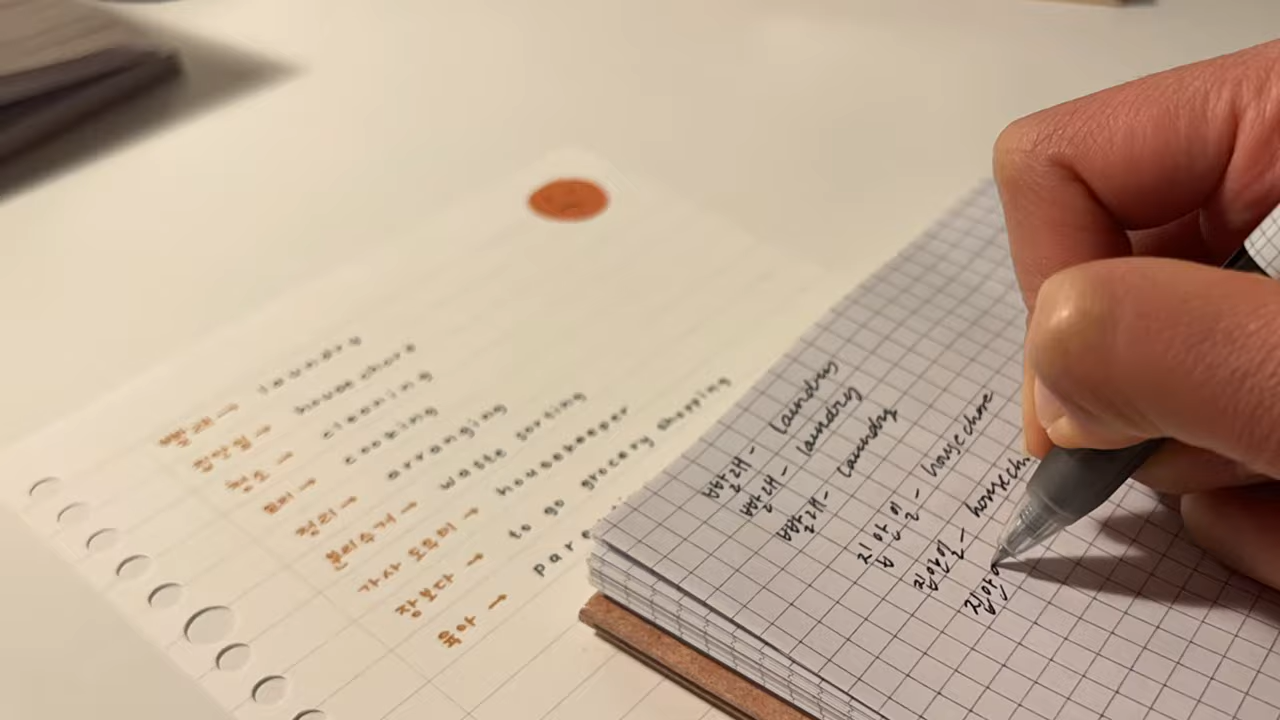 빨래 → laundry
집안일 → house chore
청소 → cleaning
요리 → cooking
정리 → arranging
분리수거 → waste sorting
가사 도우미 → housekeeper
장보다 → to go grocery shopping
육아 → pare
빨래 - laundry
빨래 - laundry
빨래 - laundry
집안일 - house chore
집안일 - housech
집아